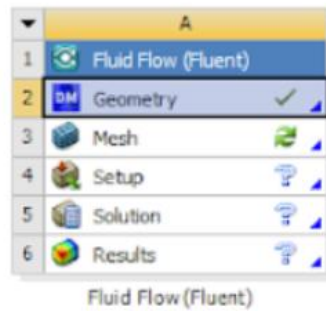 A
1 Fluid Flow (Fluent)
2 DM Geometry
3 Mesh
4 Setup
5 Solution
6 Results
Fluid Flow (Fluent)